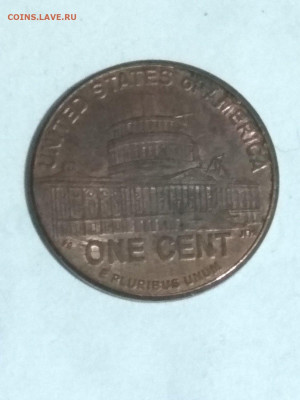 COINS.LAVE.RU
UNITED STATES OF AMERICA
ONE CENT
E PLURIBUS UNUM